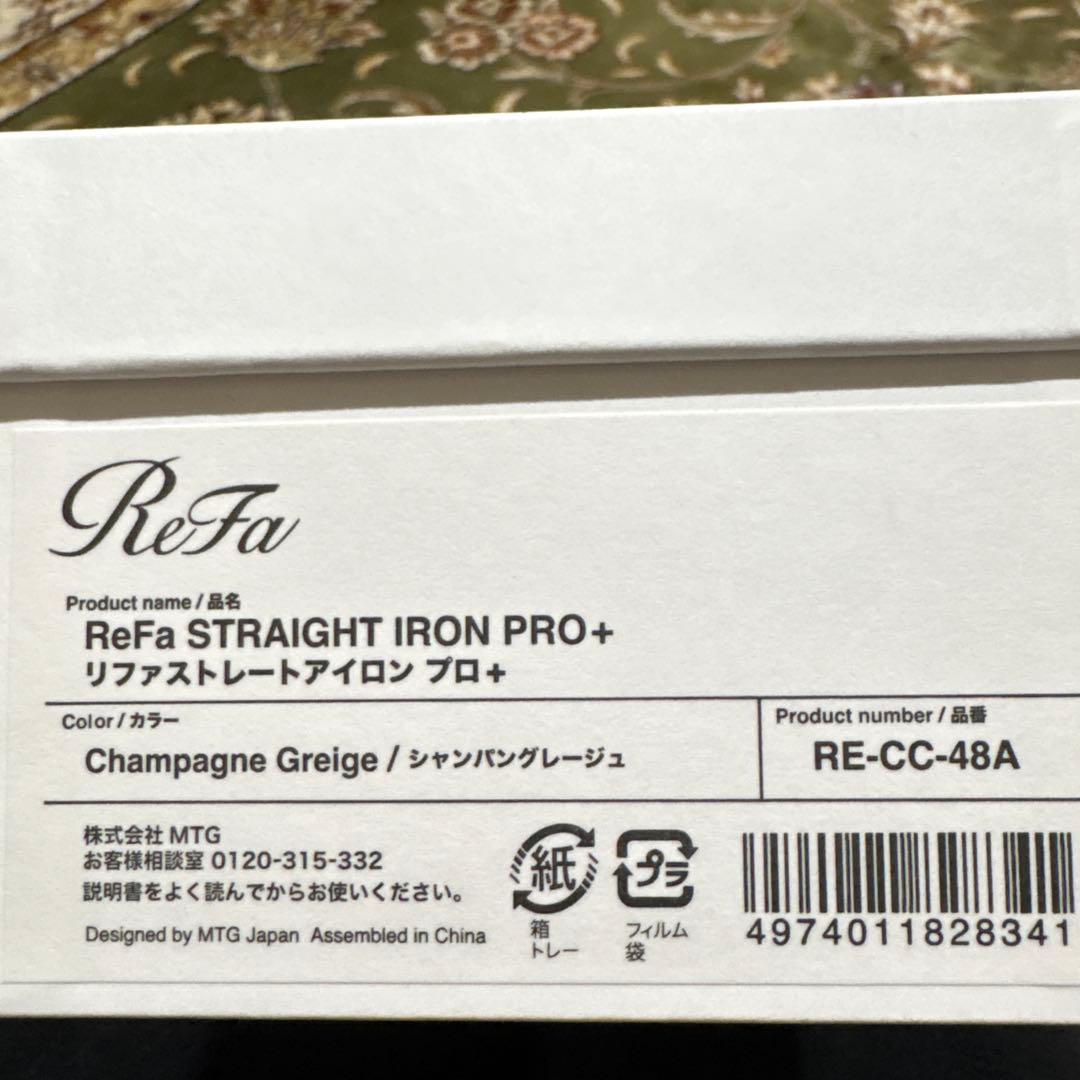 ReFa
Product name / 品名
ReFa STRAIGHT IRON PRO+
リファストレートアイロン プロ+
Color / カラー
Champagne Greige / シャンパングレージュ
Product number / 品番
RE-CC-48A
株式会社 MTG
お客様相談室 0120-315-332
説明書をよく読んでからお使いください。
Designed by MTG Japan Assembled in China
紙
箱
トレー
プラ
フィルム
袋
4974011828341